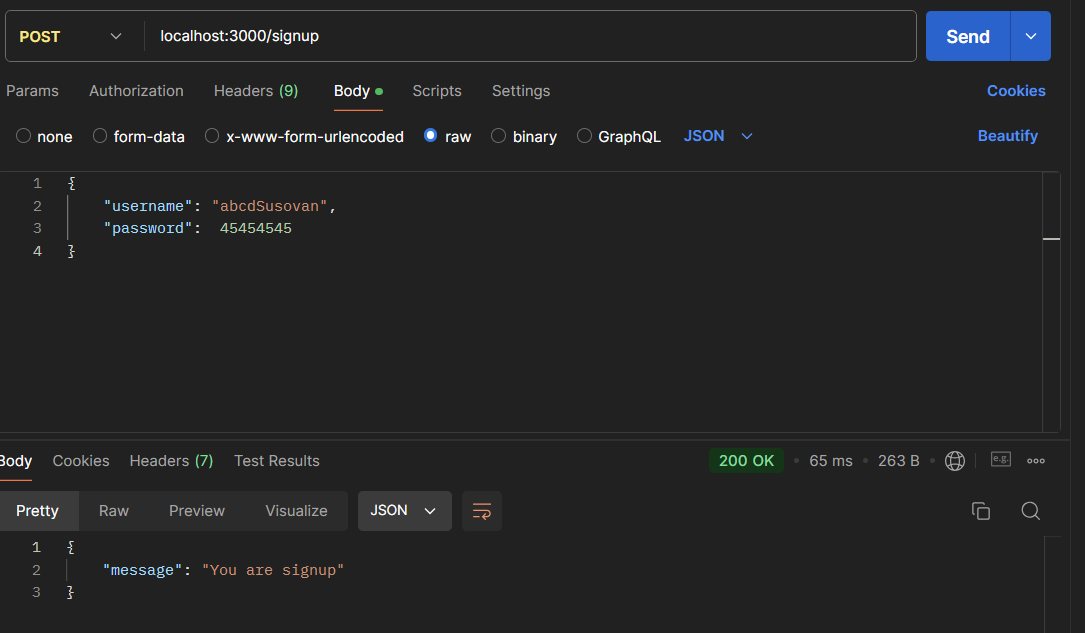 POST localhost:3000/signup Send
Params Authorization Headers (9) Body Scripts Settings Cookies
none form-data x-www-form-urlencoded raw binary GraphQL JSON Beautify
1 {
2 "username": "abcdSusovan",
3 "password": 45454545
4 }
Body Cookies Headers (7) Test Results 200 OK 65 ms 263 B e.g.
Pretty Raw Preview Visualize JSON
1 {
2 "message": "You are signup"
3 }